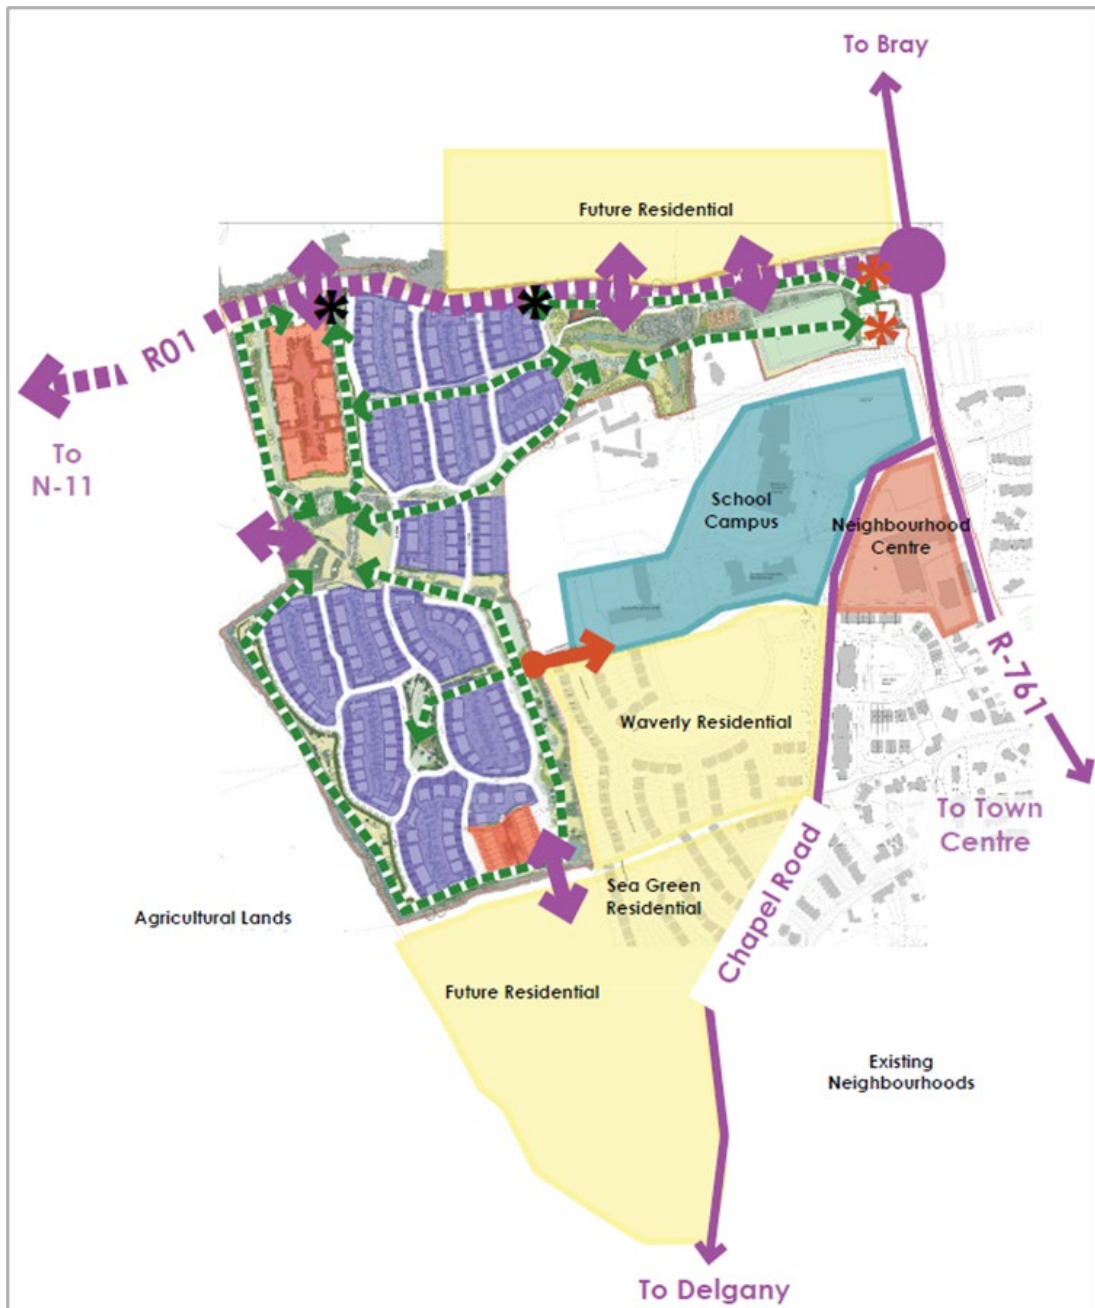 To Bray
Future Residential
R01
To
N-11
School
Campus
Neighbourhood
Centre
R-761
Waverly Residential
To Town
Centre
Chapel Road
Sea Green
Residential
Agricultural Lands
Future Residential
Existing
Neighbourhoods
To Delgany